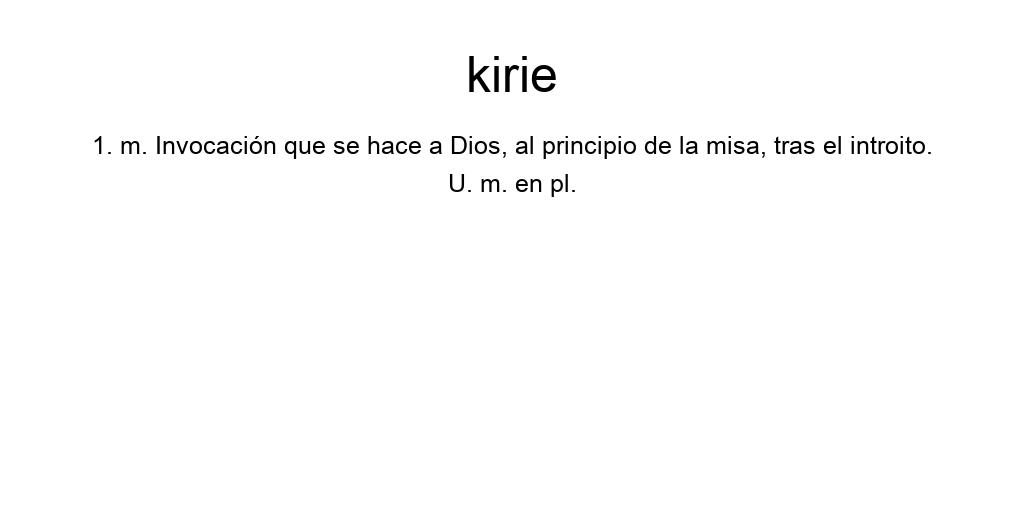 kirie
1. m. Invocación que se hace a Dios, al principio de la misa, tras el introito.
U. m. en pl.